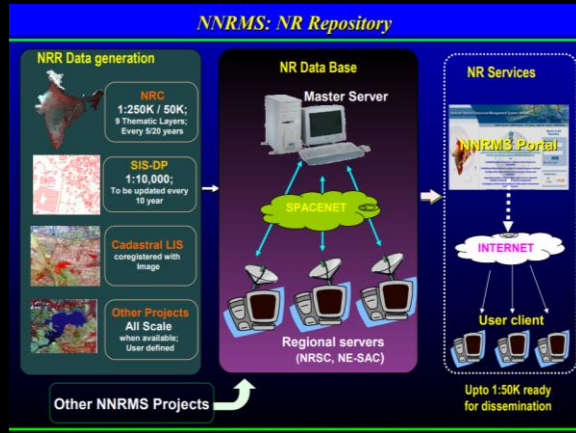 NNRMS: NR Repository
NRR Data generation
NRC
1:250K / 50K;
9 Thematic Layers;
Every 5/20 years
SIS-DP
1:10,000;
To be updated every
10 year
Cadastral LIS
coregistered with
Image
Other Projects
All Scale
when available;
User defined
Other NNRMS Projects
NR Data Base
Master Server
SPACENET
Regional servers
(NRSC, NE-SAC)
NR Services
NNRMS Portal
INTERNET
User client
Upto 1:50K ready
for dissemination